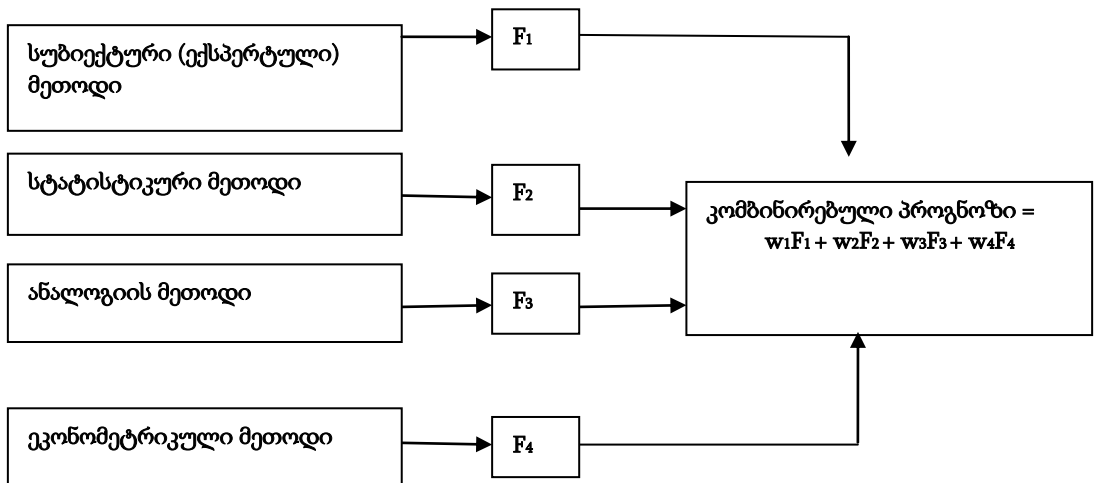 სუბიექტური (ექსპერტული)
მეთოდი
F1
სტატისტიკური მეთოდი
F2
კომბინირებული პროგნოზი =
w1F1 + w2F2 + w3F3 + w4F4
ანალოგიის მეთოდი
F3
ეკონომეტრიკული მეთოდი
F4